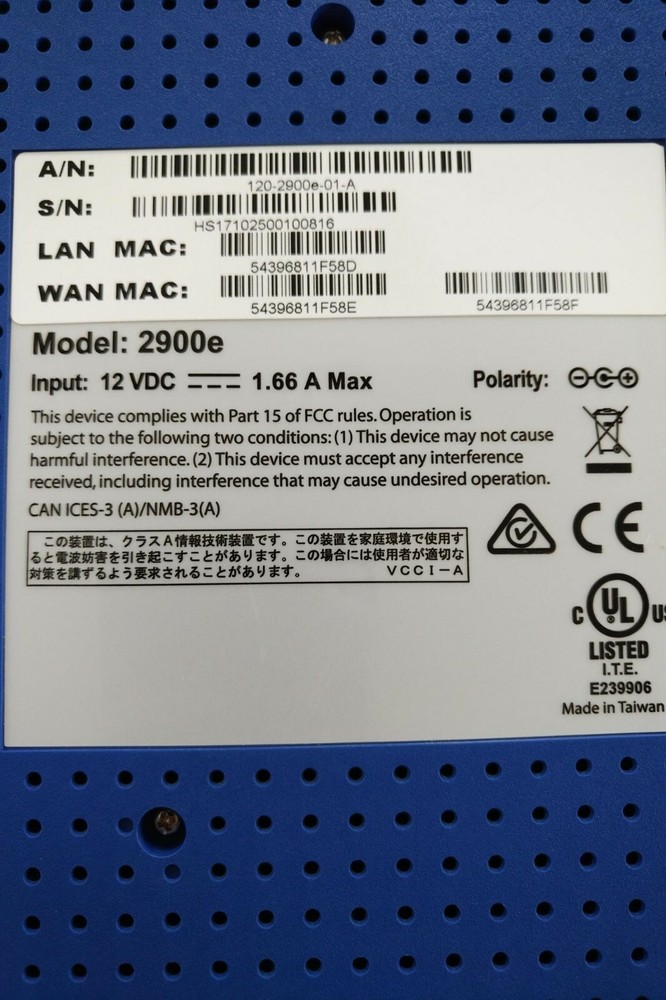 A/N:
120-2900e-01-A
S/N:
HS17102500100816
LAN MAC:
54396811F58D
WAN MAC:
54396811F58E 54396811F58F
Model: 2900e
Input: 12 VDC 1.66 A Max Polarity:
This device complies with Part 15 of FCC rules. Operation is
subject to the following two conditions: (1) This device may not cause
harmful interference. (2) This device must accept any interference
received, including interference that may cause undesired operation.
CAN ICES-3 (A)/NMB-3(A)
この装置は、クラスA情報技術装置です。この装置を家庭環境で使用す
ると電波妨害を引き起こすことがあります。この場合には使用者が適切な
対策を講ずるよう要求されることがあります。 VCCI-A
CE
C UL US
®
LISTED
I.T.E.
E239906
Made in Taiwan